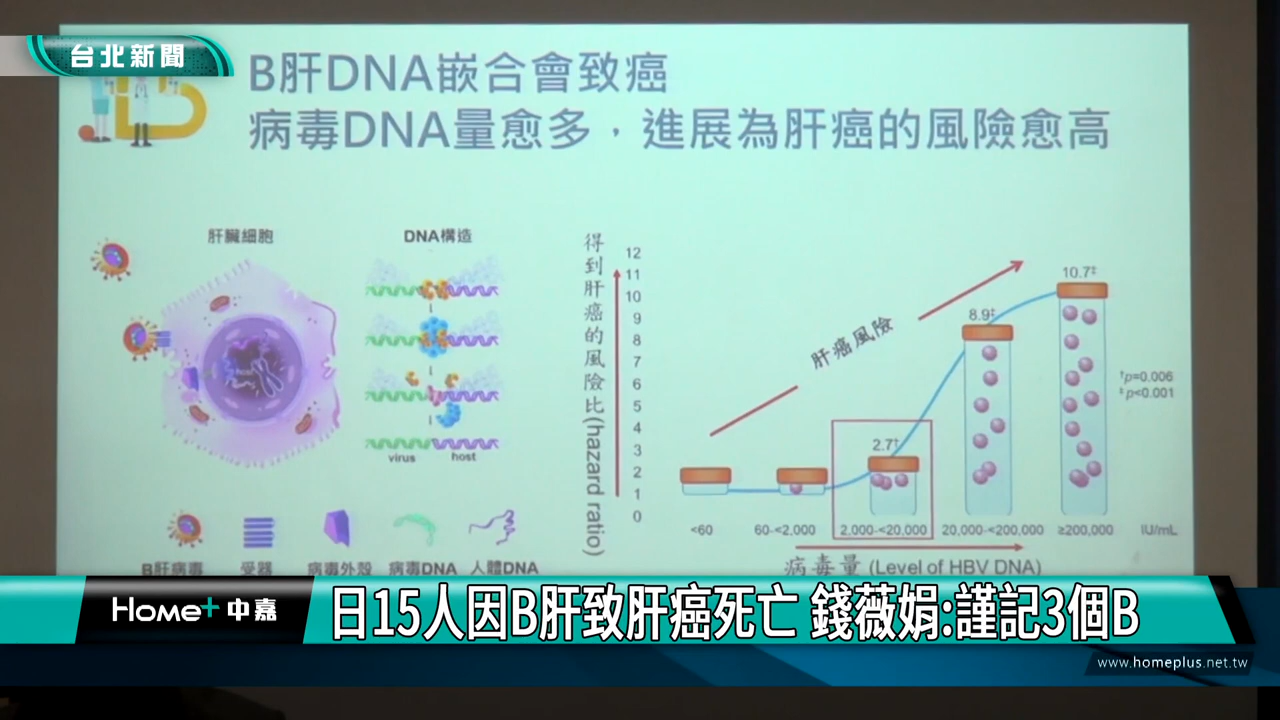 台北新聞
B肝DNA嵌合會致癌
病毒DNA量愈多，進展為肝癌的風險愈高
肝臟細胞
DNA構造
host
virus
host
B肝病毒
受器
病毒外殼
病毒DNA
人體DNA
得到肝癌的風險比(hazard ratio)
12
11
10
9
8
7
6
5
4
3
2
1
0
肝癌風險
2.7†
8.9‡
10.7‡
†p=0.006
‡p<0.001
<60
60-<2.000
2,000-<20,000
20,000-<200,000
≥200,000
IU/mL
病毒量 (Level of HBV DNA)
Home+中嘉
日15人因B肝致肝癌死亡 錢薇娟:謹記3個B
www.homeplus.net.tw